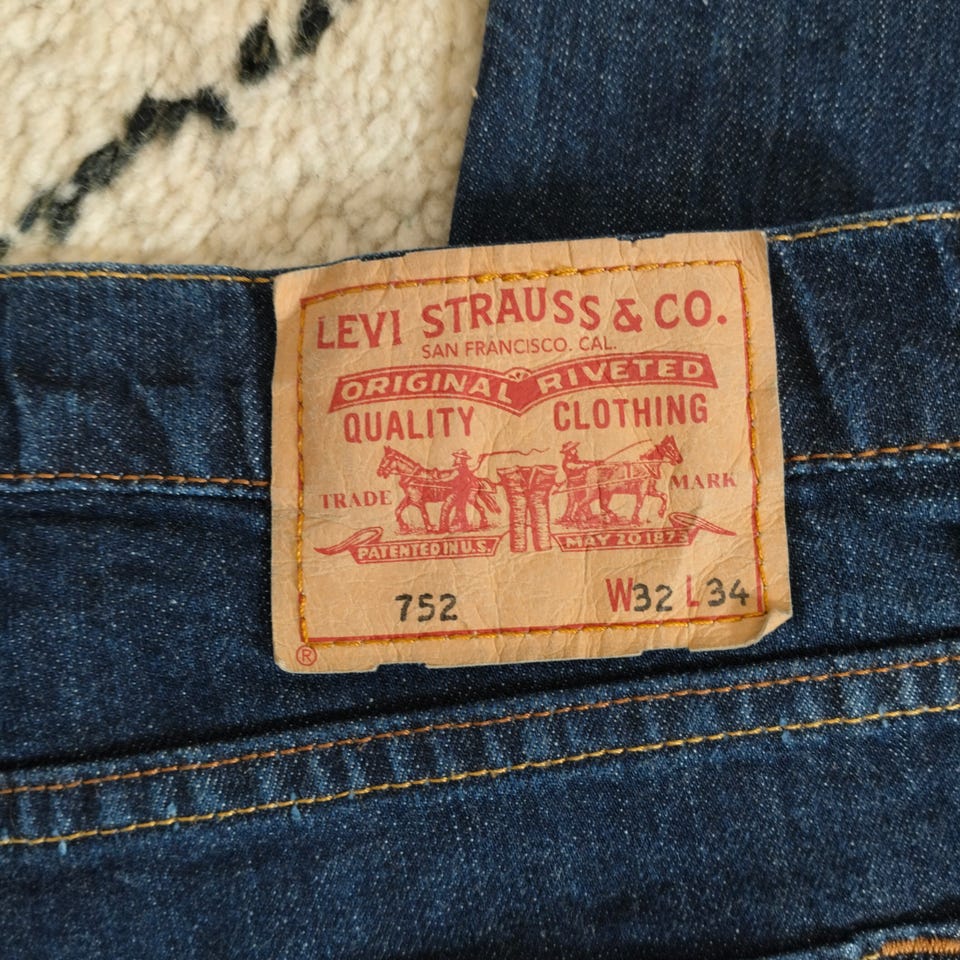 LEVI STRAUSS & CO.
SAN FRANCISCO. CAL.
ORIGINAL RIVETED
QUALITY CLOTHING
TRADE MARK
PATENTED IN U.S. MAY 20 1873
752 W32 L34
®